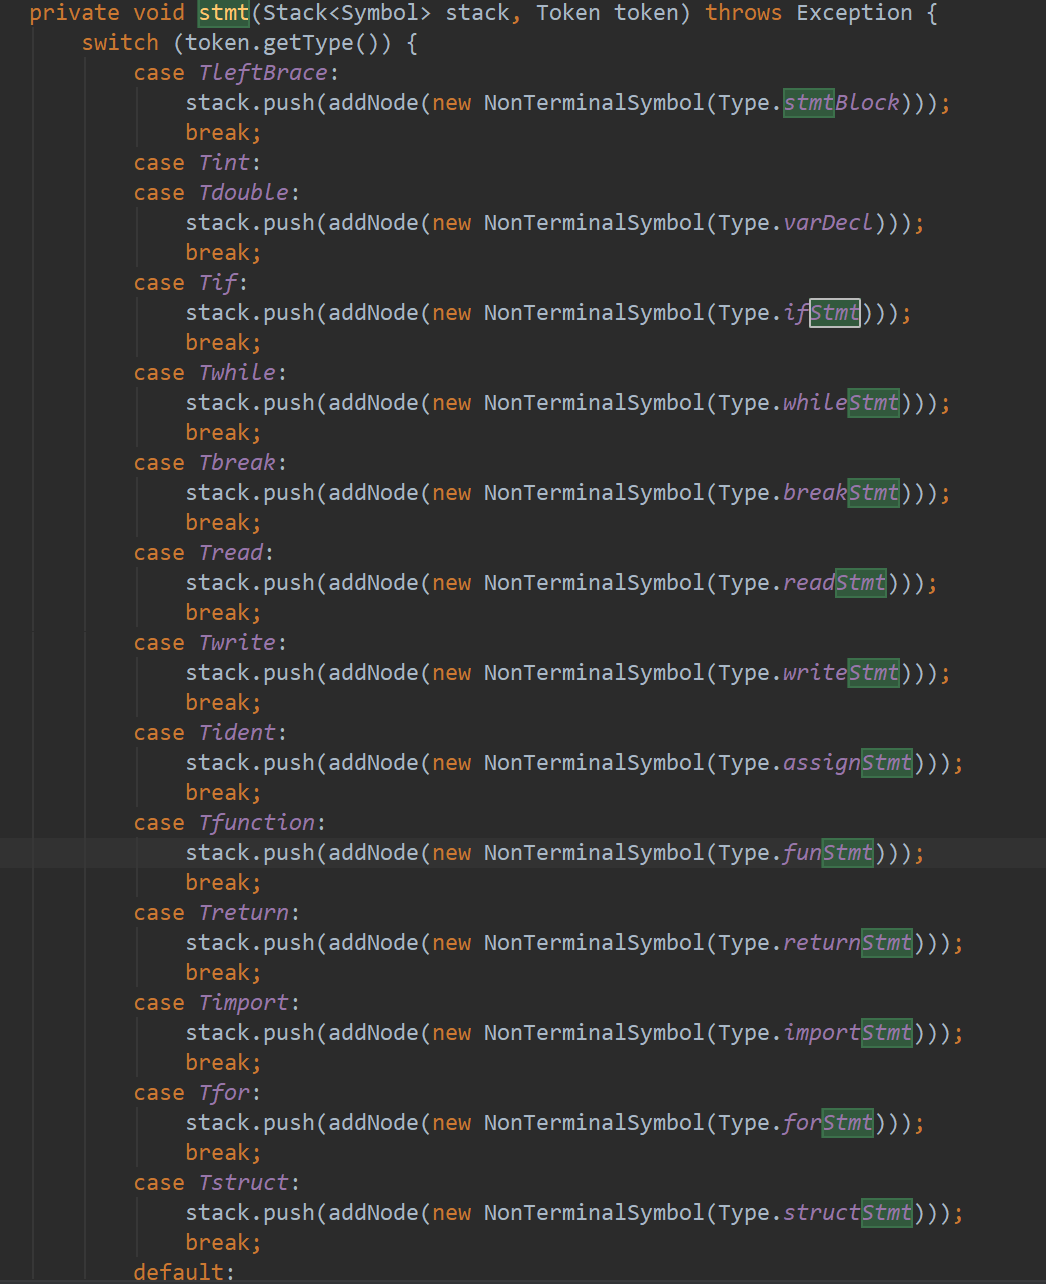 private void stmt(Stack<Symbol> stack, Token token) throws Exception {
switch (token.getType()) {
case TleftBrace:
stack.push(addNode(new NonTerminalSymbol(Type.stmtBlock)));
break;
case Tint:
case Tdouble:
stack.push(addNode(new NonTerminalSymbol(Type.varDecl)));
break;
case Tif:
stack.push(addNode(new NonTerminalSymbol(Type.ifStmt)));
break;
case Twhile:
stack.push(addNode(new NonTerminalSymbol(Type.whileStmt)));
break;
case Tbreak:
stack.push(addNode(new NonTerminalSymbol(Type.breakStmt)));
break;
case Tread:
stack.push(addNode(new NonTerminalSymbol(Type.readStmt)));
break;
case Twrite:
stack.push(addNode(new NonTerminalSymbol(Type.writeStmt)));
break;
case Tident:
stack.push(addNode(new NonTerminalSymbol(Type.assignStmt)));
break;
case Tfunction:
stack.push(addNode(new NonTerminalSymbol(Type.funStmt)));
break;
case Treturn:
stack.push(addNode(new NonTerminalSymbol(Type.returnStmt)));
break;
case Timport:
stack.push(addNode(new NonTerminalSymbol(Type.importStmt)));
break;
case Tfor:
stack.push(addNode(new NonTerminalSymbol(Type.forStmt)));
break;
case Tstruct:
stack.push(addNode(new NonTerminalSymbol(Type.structStmt)));
break;
default: